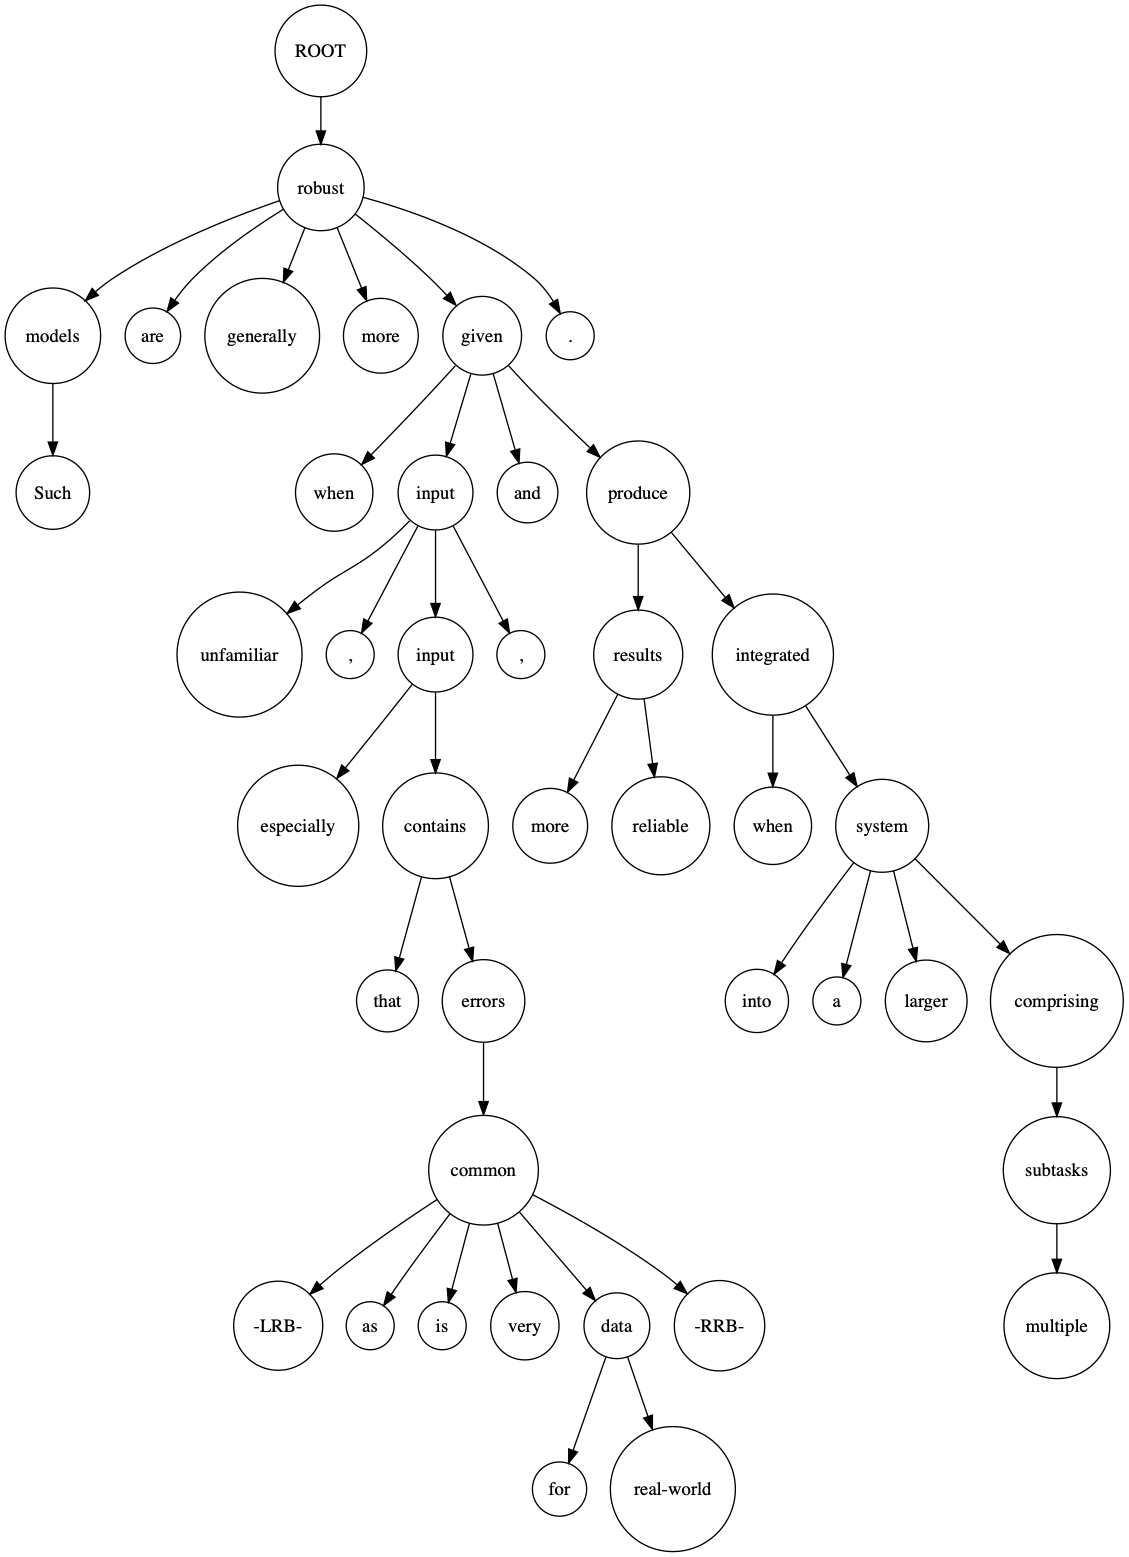 ROOT
robust
models are generally more given .
Such when input and produce
unfamiliar , input , results integrated
especially contains more reliable when system
that errors into a larger comprising
common subtasks
-LRB- as is very data -RRB- multiple
for real-world